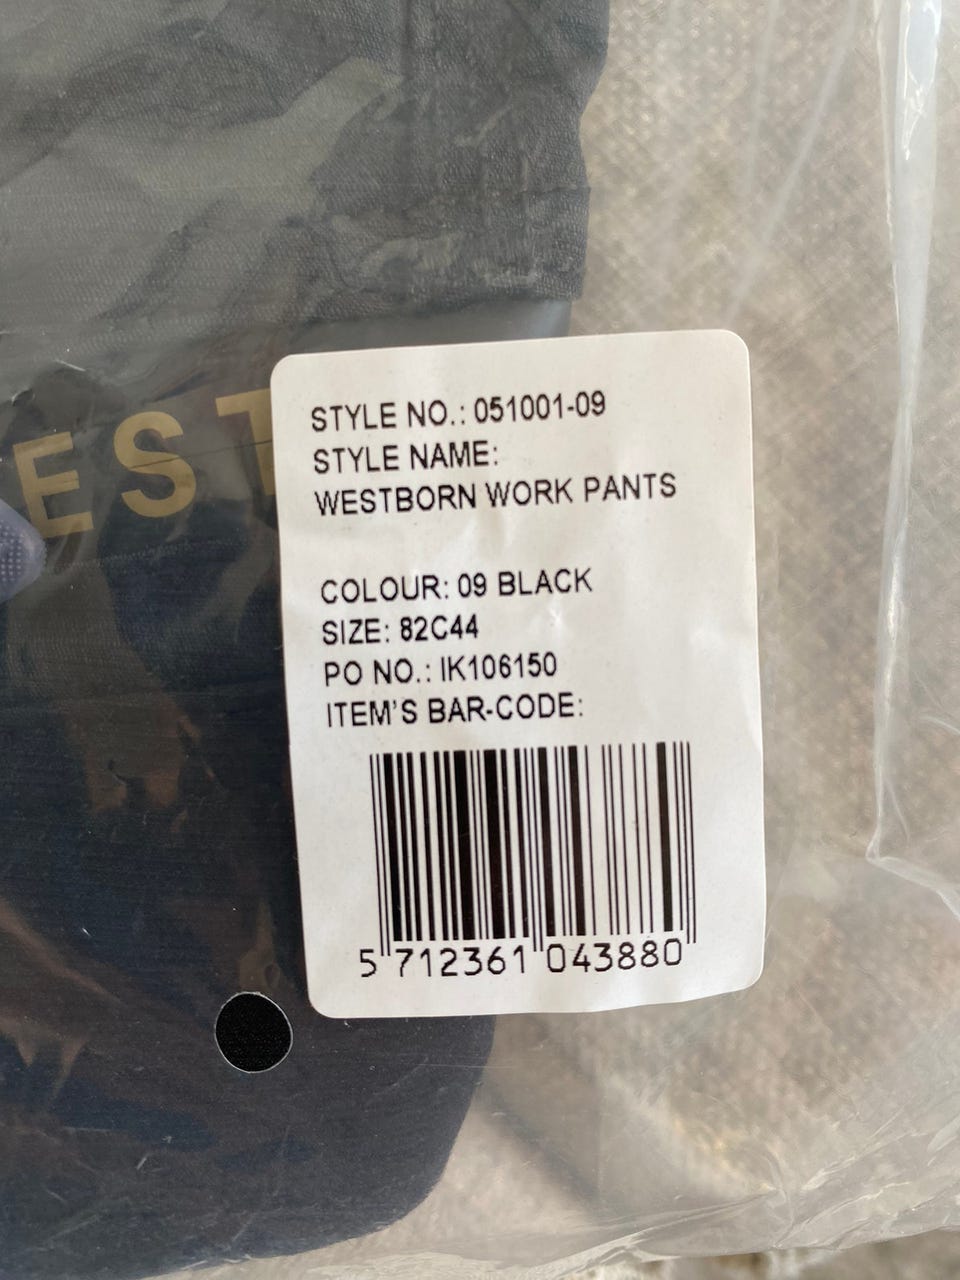 EST
STYLE NO.: 051001-09
STYLE NAME:
WESTBORN WORK PANTS
COLOUR: 09 BLACK
SIZE: 82C44
PO NO.: IK106150
ITEM'S BAR-CODE:
5 712361 043880